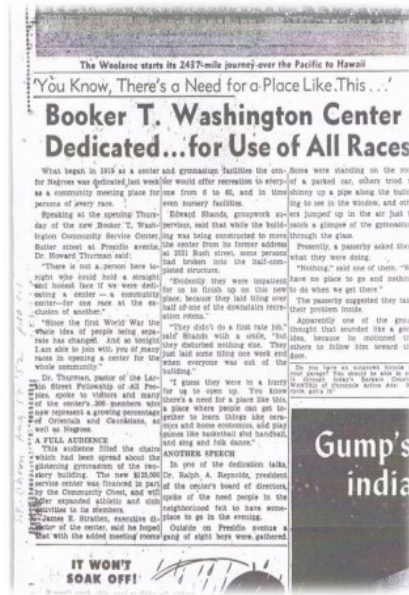 The Woolaroc starts its 2437-mile journey over the Pacific to Hawaii
'You Know, There's a Need for a Place Like This . . .'
Booker T. Washington Center
Dedicated...for Use of All Races
What began in 1919 as a center
for Negroes was dedicated last week
as a community meeting place for
persons of every race.
Speaking at the opening Thurs-
day of the new Booker T. Wash-
ington Community Service Center,
Sutter street at Presidio avenue,
Dr. Howard Thurman said:
"There is not a person here to-
night who could hold a straight
and honest face if we were dedi-
cating a center — a community
center—for one race at the ex-
clusion of another."
"Since the first World War the
whole idea of people being sepa-
rate has changed. And so tonight
I am able to join with you of many
races in opening a center for the
whole community."
Dr. Thurman, pastor of the Lar-
kin Street Fellowship of All Peo-
ples, spoke to visitors and many
of the center's 300 members who
now represent a growing percentage
of Orientals and Caucasians, as
well as Negroes.
A FULL AUDIENCE
This audience filled the chairs
which had been spread about the
glistening gymnasium of the two-
story building. The new $125,000
service center was financed in part
by the Community Chest, and will
offer expanded athletic and club
activities to its members.
James E. Stratten, executive di-
rector of the center, said he hoped
that with the added meeting rooms
and gymnasium facilities the cen-
ter would offer recreation to every-
one from 6 to 60, and in time
even nursery facilities.
Edward Shands, groupwork su-
pervisor, said that while the build-
ing was being constructed to move
the center from its former address
at 2031 Bush street, some persons
had broken into the half-com-
pleted structure.
"Evidently they were impatient
for us to finish up on this new
place, because they laid tiling over
half of one of the downstairs recre-
ation rooms."
"They didn't do a first rate job,"
said Shands with a smile, "but
they disturbed nothing else. They
just laid some tiling one week end
when everyone was out of the
building."
"I guess they were in a hurry
for us to open up. You know
there's a need for a place like this,
a place where people can get to-
gether to learn things like cera-
mics and home economics, and play
games like basketball and handball,
and sing and folk dance."
ANOTHER SPEECH
In one of the dedication talks,
Dr. Ralph A. Reynolds, president
of the center's board of directors,
spoke of the need people in the
neighborhood felt to have some-
place to go in the evening.
Outside on Presidio avenue a
gang of eight boys were gathered.
Some were standing on the
of a parked car, others tried
shinny up a pipe along the
ing to see in the window, and
ers jumped up in the air just
catch a glimpse of the gymnasium
through the glass.
Presently, a passerby asked
what they were doing.
"Nothing," said one of them.
have no place to go and
to do when we get there."
The passerby suggested they
their problem inside.
Apparently one of the
thought that sounded like a
idea, because he motioned
others to follow him toward
door.
Gump's
india
IT WON'T
SOAK OFF!